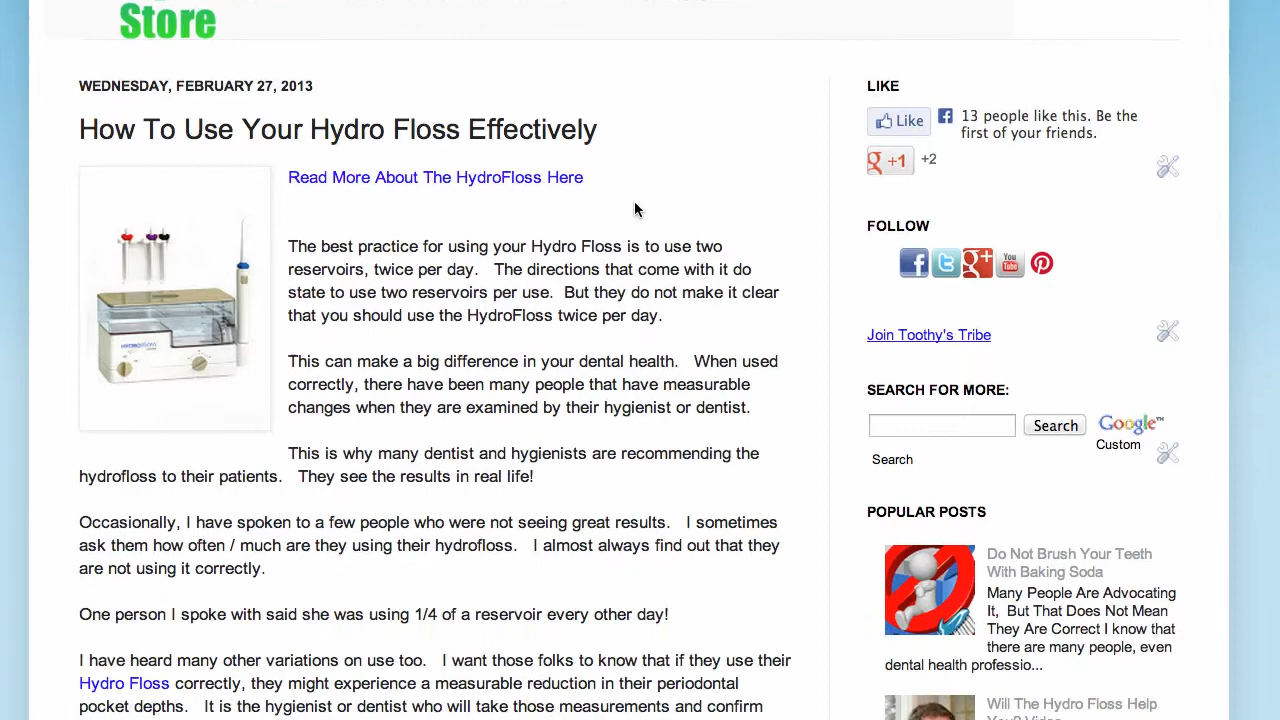 Store
WEDNESDAY, FEBRUARY 27, 2013
How To Use Your Hydro Floss Effectively
Read More About The HydroFloss Here
The best practice for using your Hydro Floss is to use two
reservoirs, twice per day. The directions that come with it do
state to use two reservoirs per use. But they do not make it clear
that you should use the HydroFloss twice per day.
This can make a big difference in your dental health. When used
correctly, there have been many people that have measurable
changes when they are examined by their hygienist or dentist.
This is why many dentist and hygienists are recommending the
hydrofloss to their patients. They see the results in real life!
Occasionally, I have spoken to a few people who were not seeing great results. I sometimes
ask them how often / much are they using their hydrofloss. I almost always find out that they
are not using it correctly.
One person I spoke with said she was using 1/4 of a reservoir every other day!
I have heard many other variations on use too. I want those folks to know that if they use their
Hydro Floss correctly, they might experience a measurable reduction in their periodontal
pocket depths. It is the hygienist or dentist who will take those measurements and confirm
LIKE
Like
13 people like this. Be the
first of your friends.
+1
+2
FOLLOW
You
Tube
Join Toothy's Tribe
SEARCH FOR MORE:
Search
Google™
Custom
Search
POPULAR POSTS
Do Not Brush Your Teeth
With Baking Soda
Many People Are Advocating
It, But That Does Not Mean
They Are Correct I know that
there are many people, even
dental health professio...
Will The Hydro Floss Help
You? Video